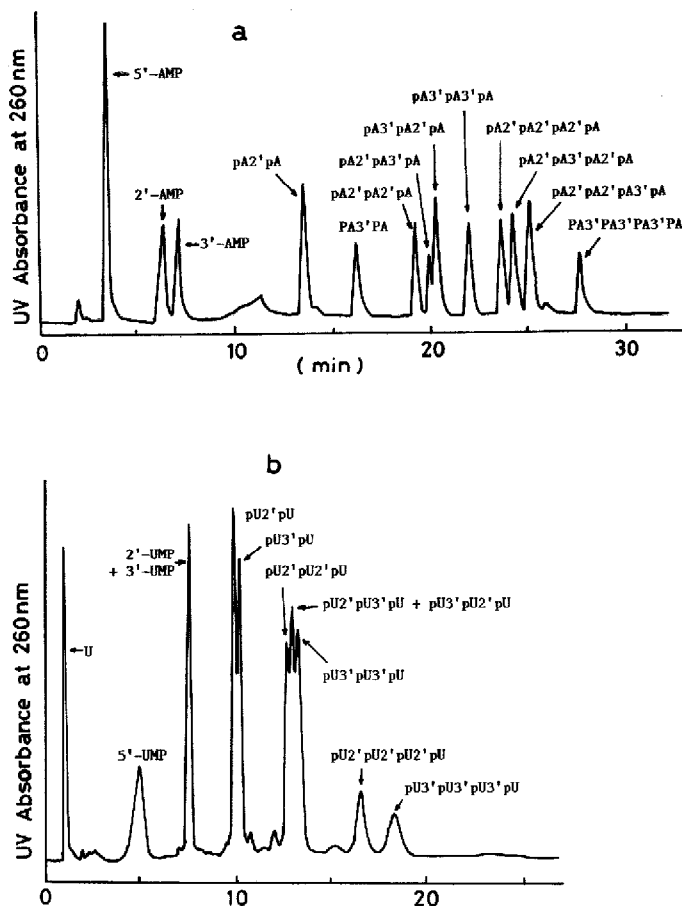 a
UV Absorbance at 260nm
5'-AMP
2'-AMP
3'-AMP
pA2'pA
PA3'PA
pA2'pA2'pA
pA2'pA3'pA
pA3'pA2'pA
pA3'pA3'pA
pA2'pA2'pA2'pA
pA2'pA3'pA2'pA
pA2'pA2'pA3'pA
PA3'PA3'PA3'PA
0 10 20 30
(min)
b
UV Absorbance at 260nm
U
5'-UMP
2'-UMP
+ 3'-UMP
pU2'pU
pU3'pU
pU2'pU2'pU
pU2'pU3'pU + pU3'pU2'pU
pU3'pU3'pU
pU2'pU2'pU2'pU
pU3'pU3'pU3'pU
0 10 20